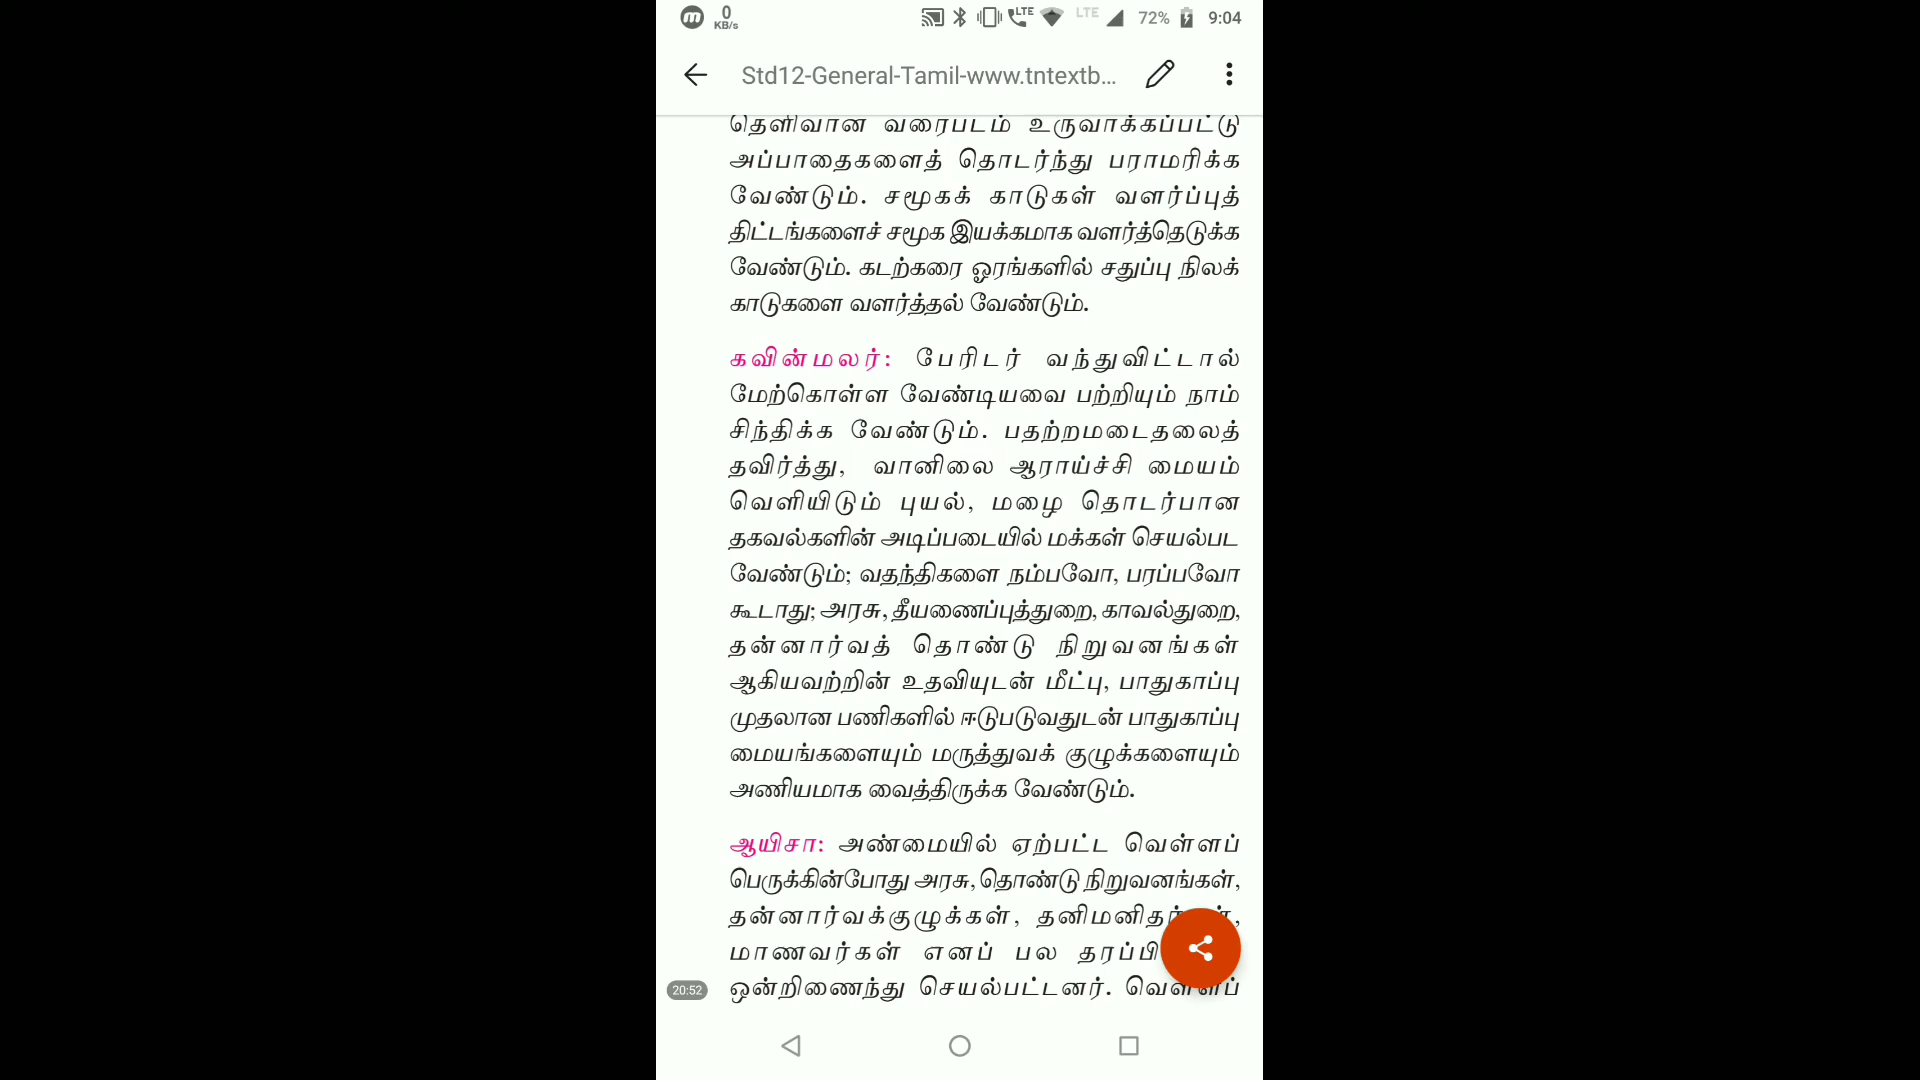 0
KB/s
LTE
LTE
72%
9:04
Std12-General-Tamil-www.tntextb...
தெளிவான வரைபடம் உருவாக்கப்பட்டு
அப்பாதைகளைத் தொடர்ந்து பராமரிக்க
வேண்டும். சமூகக் காடுகள் வளர்ப்புத்
திட்டங்களைச் சமூக இயக்கமாக வளர்த்தெடுக்க
வேண்டும். கடற்கரை ஓரங்களில் சதுப்பு நிலக்
காடுகளை வளர்த்தல் வேண்டும்.
கவின்மலர்: பேரிடர் வந்துவிட்டால்
மேற்கொள்ள வேண்டியவை பற்றியும் நாம்
சிந்திக்க வேண்டும். பதற்றமடைதலைத்
தவிர்த்து, வானிலை ஆராய்ச்சி மையம்
வெளியிடும் புயல், மழை தொடர்பான
தகவல்களின் அடிப்படையில் மக்கள் செயல்பட
வேண்டும்; வதந்திகளை நம்பவோ, பரப்பவோ
கூடாது; அரசு, தீயணைப்புத்துறை, காவல்துறை,
தன்னார்வத் தொண்டு நிறுவனங்கள்
ஆகியவற்றின் உதவியுடன் மீட்பு, பாதுகாப்பு
முதலான பணிகளில் ஈடுபடுவதுடன் பாதுகாப்பு
மையங்களையும் மருத்துவக் குழுக்களையும்
அணியமாக வைத்திருக்க வேண்டும்.
ஆயிசா: அண்மையில் ஏற்பட்ட வெள்ளப்
பெருக்கின்போது அரசு, தொண்டு நிறுவனங்கள்,
தன்னார்வக்குழுக்கள்,
மாணவர்கள் எனப் பல
ஒன்றிணைந்து செயல்பட்டனர். வெள்ளப்
20:52